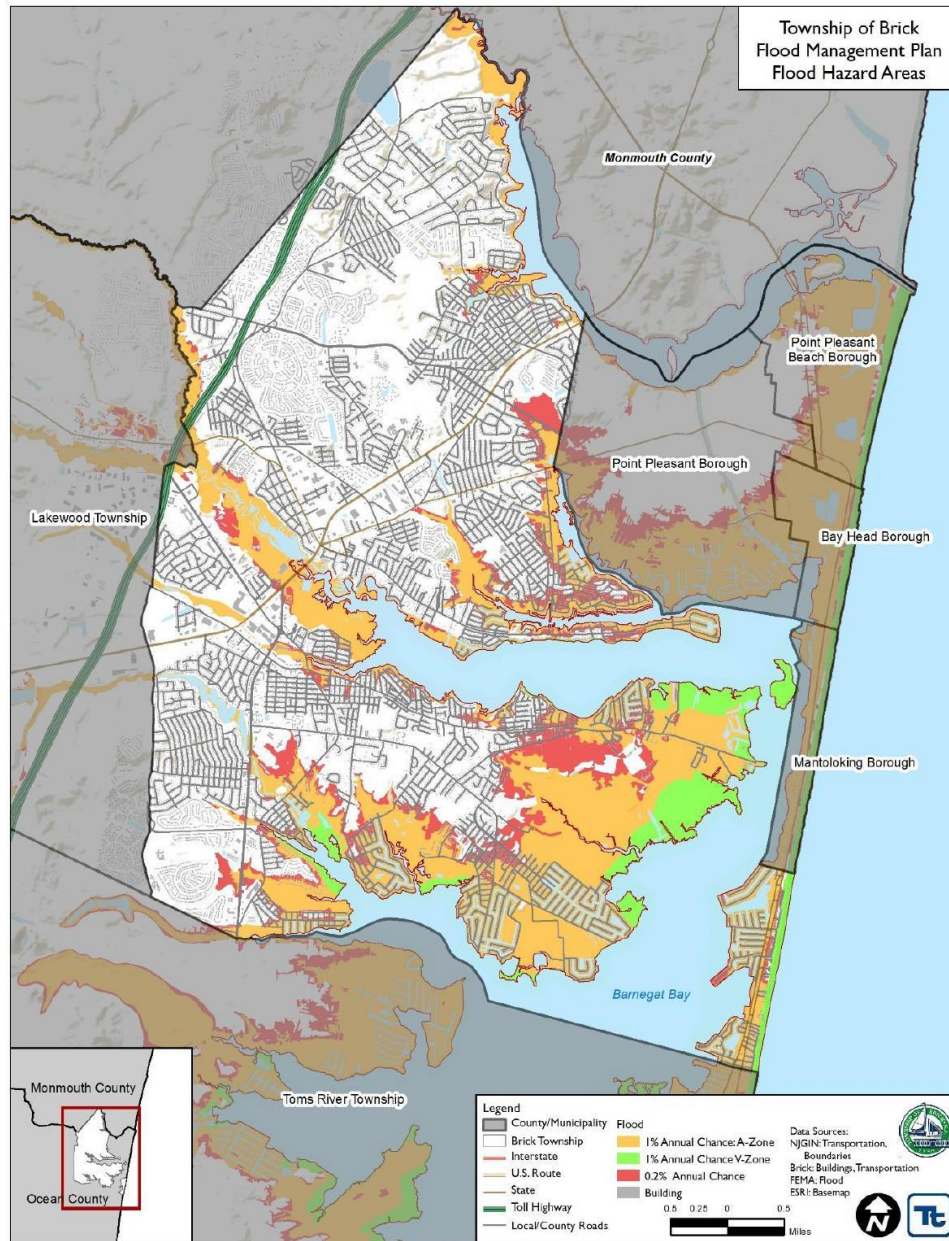 Township of Brick
Flood Management Plan
Flood Hazard Areas
Monmouth County
Point Pleasant
Beach Borough
Point Pleasant Borough
Lakewood Township
Bay Head Borough
Mantoloking Borough
Barnegat Bay
Toms River Township
Monmouth County
Ocean County
Legend
County/Municipality
Brick Township
Interstate
U.S. Route
State
Toll Highway
Local/County Roads
Flood
1% Annual Chance: A-Zone
1% Annual Chance V-Zone
0.2% Annual Chance
Building
0.5 0.25 0 0.5
Miles
Data Sources:
NJGIN: Transportation,
Boundaries
Brick: Buildings, Transportation
FEMA: Flood
ESRI: Basemap
N
Tt